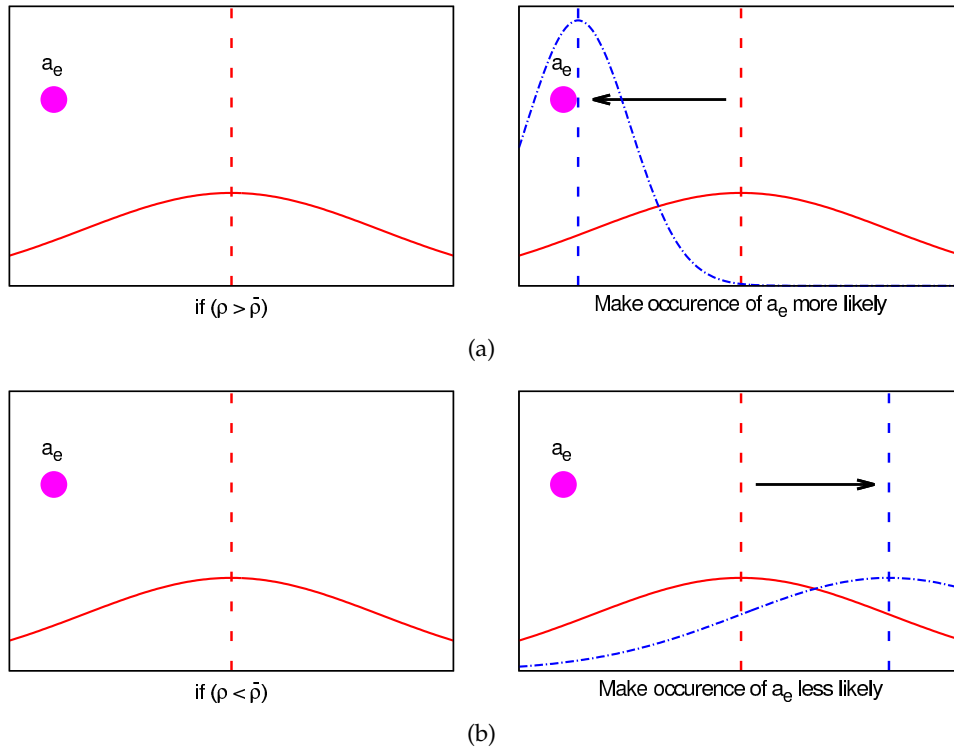 a_e
a_e
if (ρ > ρ̄)
Make occurence of a_e more likely
(a)
a_e
a_e
if (ρ < ρ̄)
Make occurence of a_e less likely
(b)